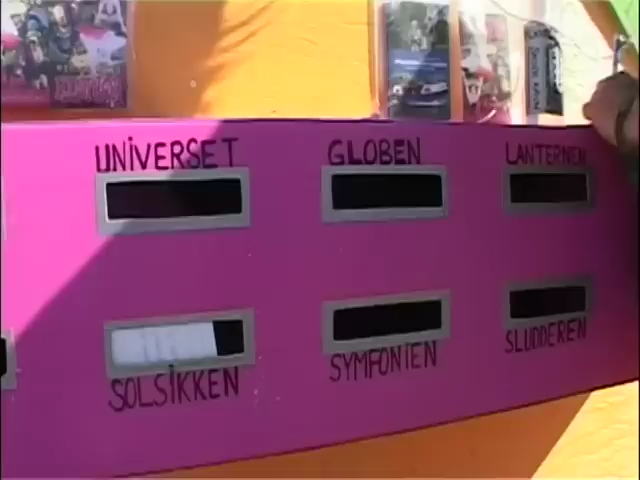 UNIVERSET GLOBEN LANTERNEN
SOLSIKKEN SYMFONIEN SLUDDEREN